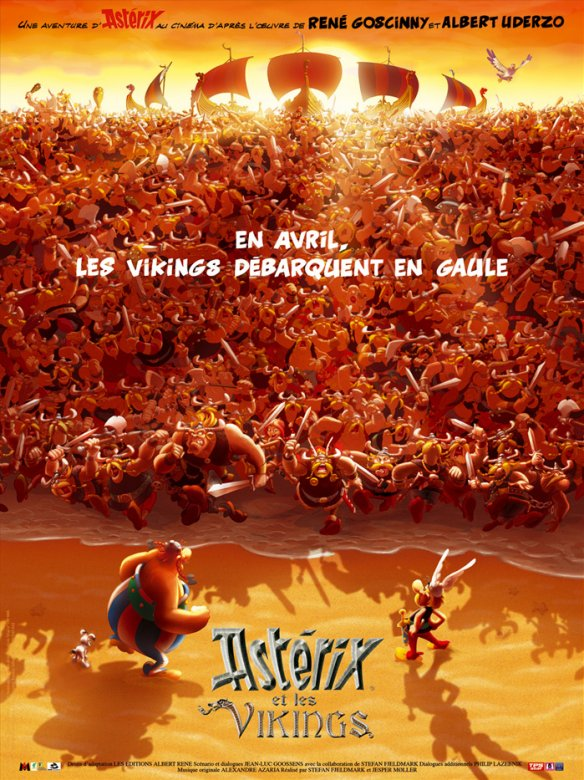 UNE AVENTURE D'Astérix AU CINÉMA D'APRÈS L'ŒUVRE DE RENÉ GOSCINNY ET ALBERT UDERZO
EN AVRIL,
LES VIKINGS DÉBARQUENT EN GAULE
Astérix
et les
VIKINGS
Droits d'adaptation LES EDITIONS ALBERT RENE Scénario et dialogues JEAN-LUC GOOSSENS avec la collaboration de STEFAN FJELDMARK Dialogues additionnels PHILIP LAZEBNIK
Musique originale ALEXANDRE AZARIA Réalisé par STEFAN FJELDMARK et JESPER MOLLER